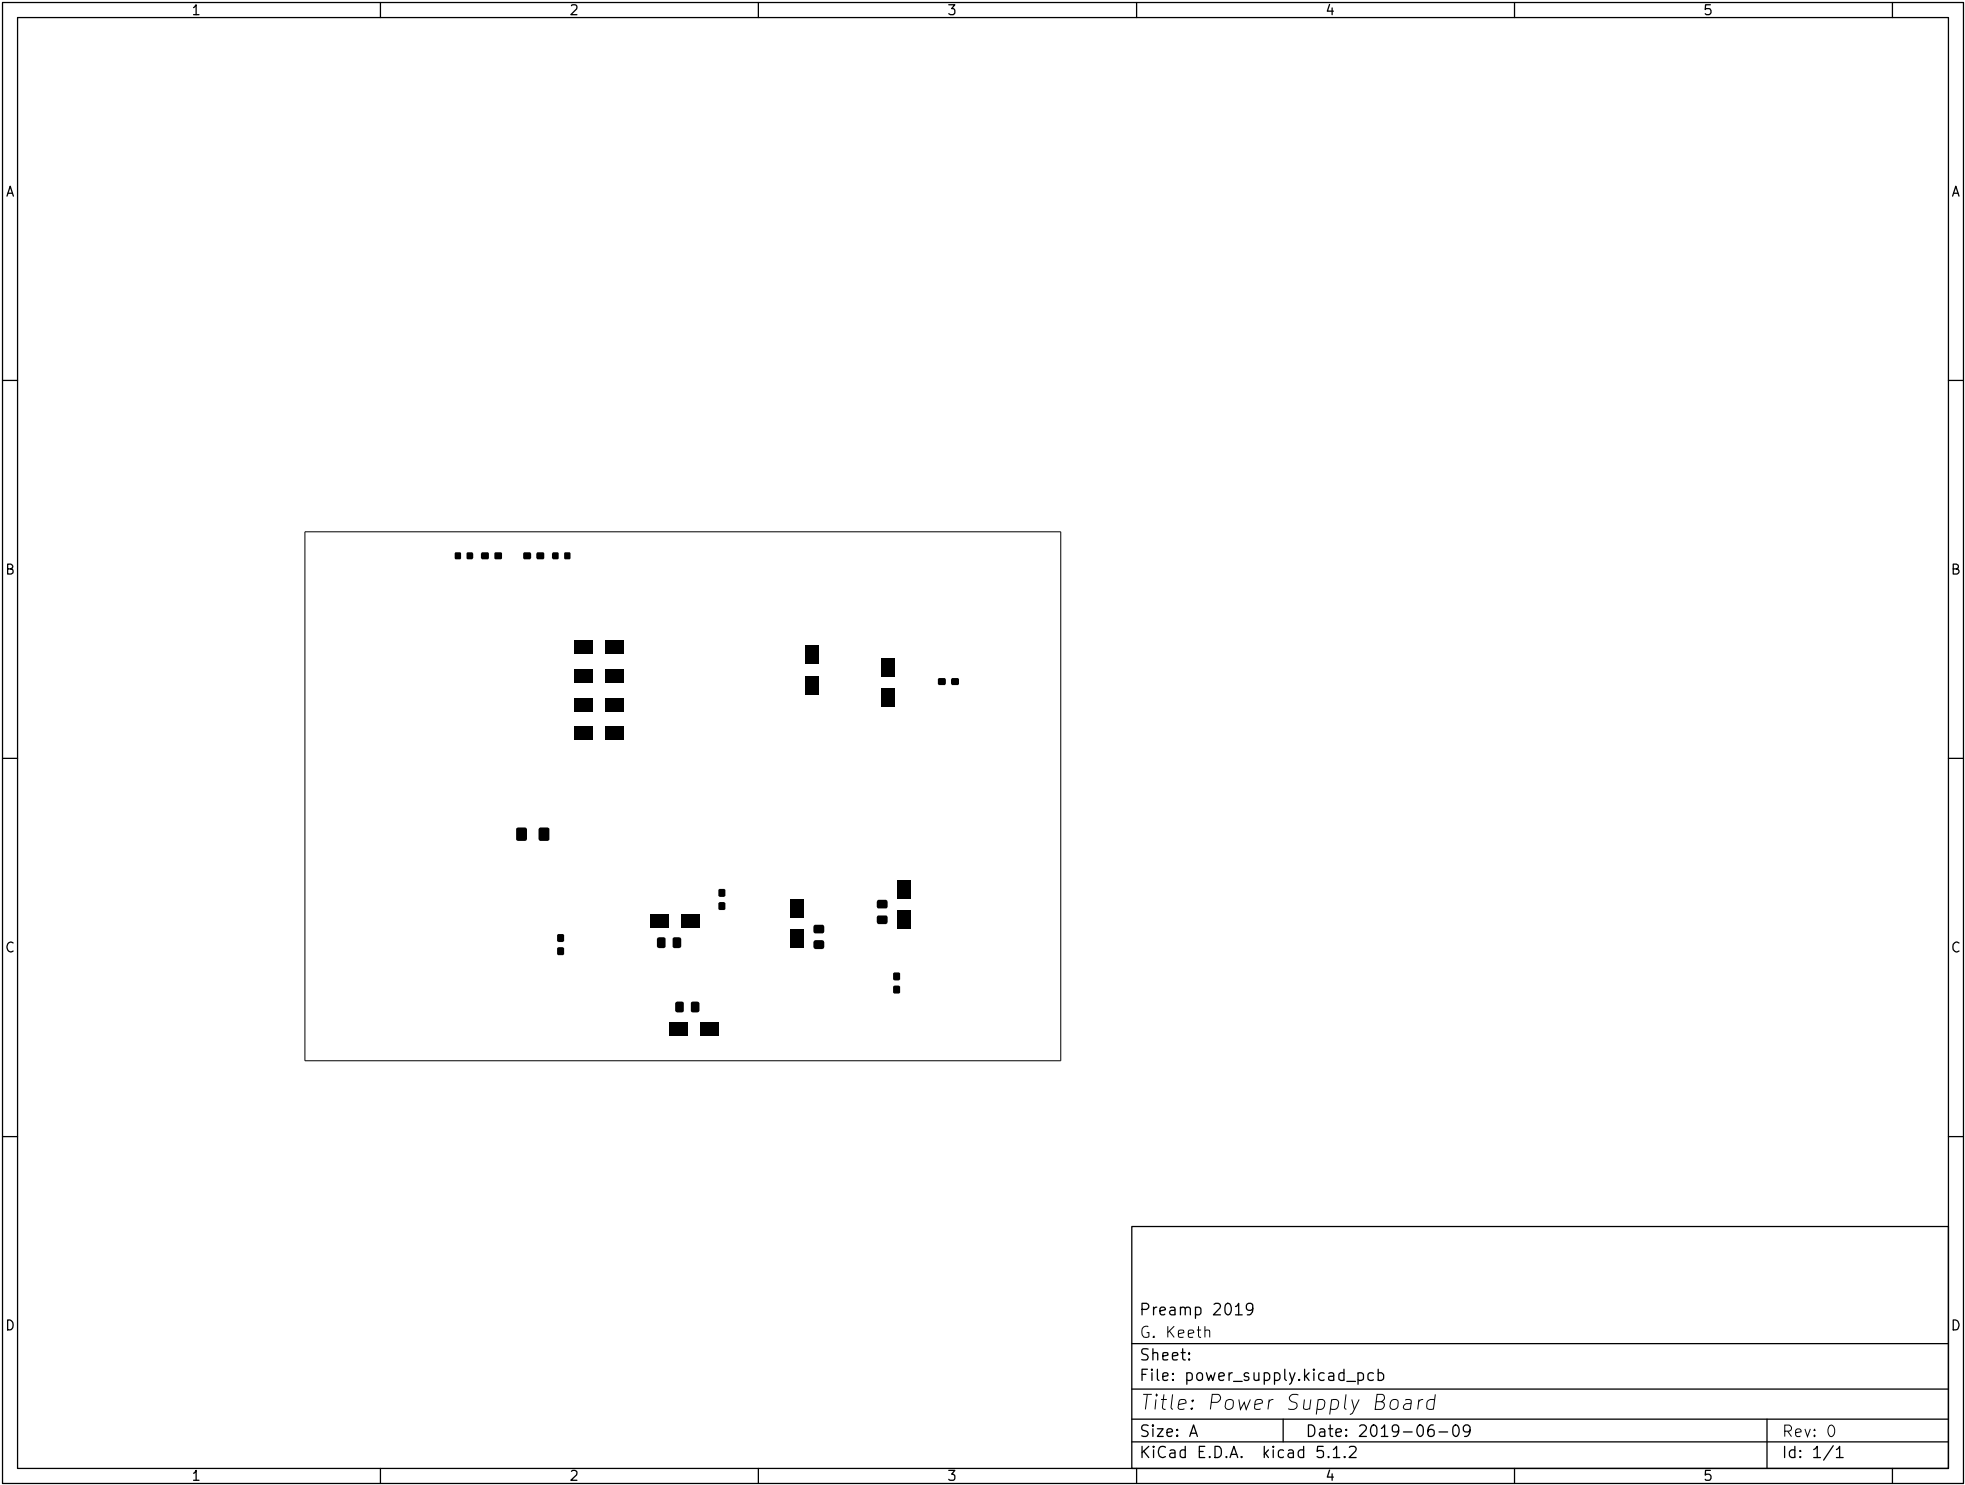 1 2 3 4 5
A A
B B
C C
D D
Preamp 2019
G. Keeth
Sheet:
File: power_supply.kicad_pcb
Title: Power Supply Board
Size: A Date: 2019-06-09 Rev: 0
KiCad E.D.A. kicad 5.1.2 Id: 1/1
1 2 3 4 5